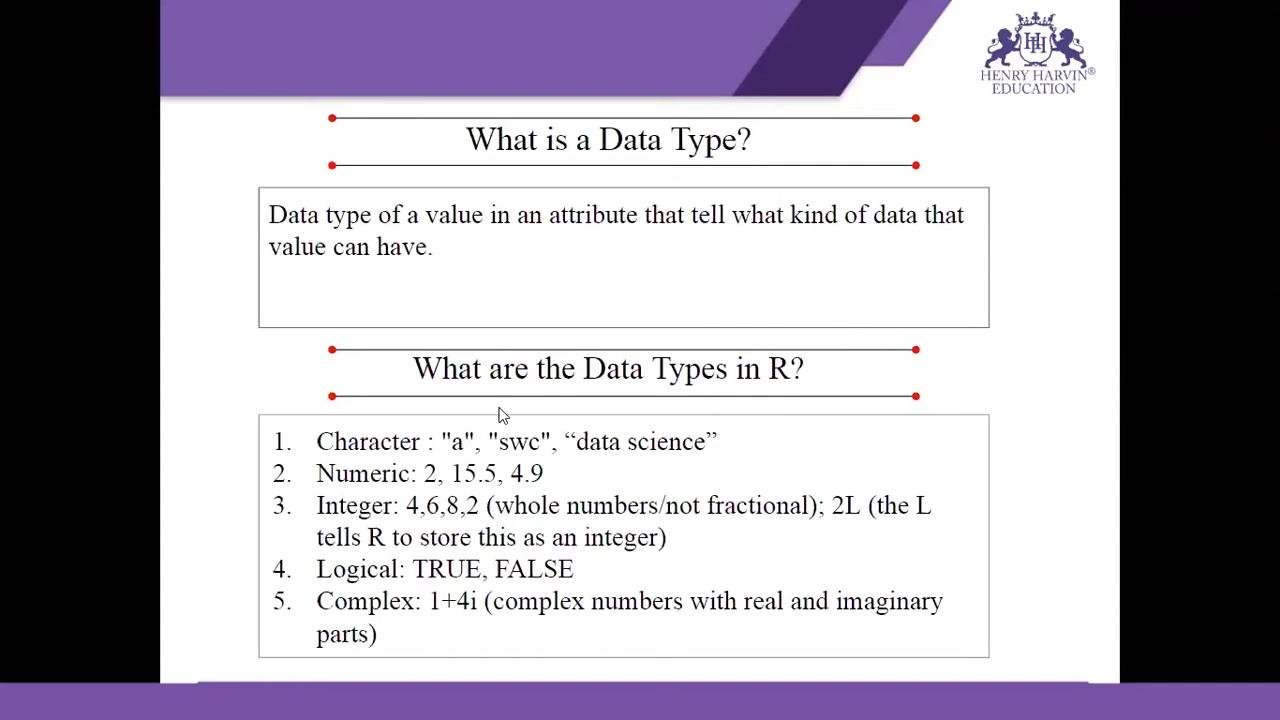 HENRY HARVIN®
EDUCATION
What is a Data Type?
Data type of a value in an attribute that tell what kind of data that
value can have.
What are the Data Types in R?
1. Character : "a", "swc", “data science”
2. Numeric: 2, 15.5, 4.9
3. Integer: 4,6,8,2 (whole numbers/not fractional); 2L (the L
tells R to store this as an integer)
4. Logical: TRUE, FALSE
5. Complex: 1+4i (complex numbers with real and imaginary
parts)